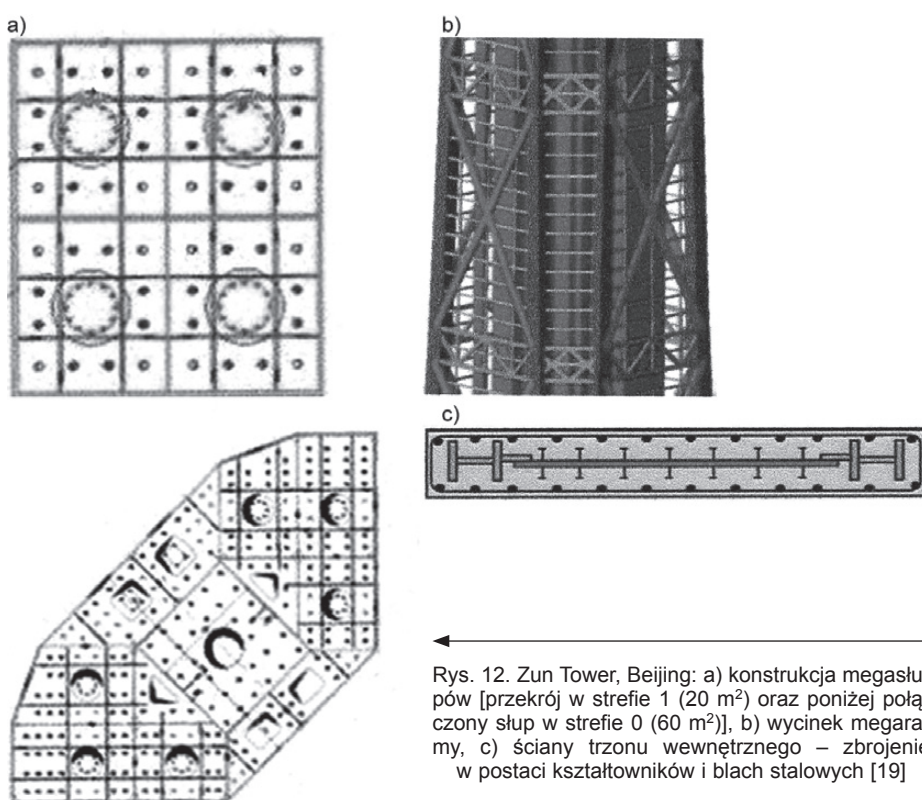 a)
b)
c)
Rys. 12. Zun Tower, Beijing: a) konstrukcja megasłu-
pów [przekrój w strefie 1 (20 m²) oraz poniżej połą-
czony słup w strefie 0 (60 m²)], b) wycinek megara-
my, c) ściany trzonu wewnętrznego – zbrojenie
w postaci kształtowników i blach stalowych [19]